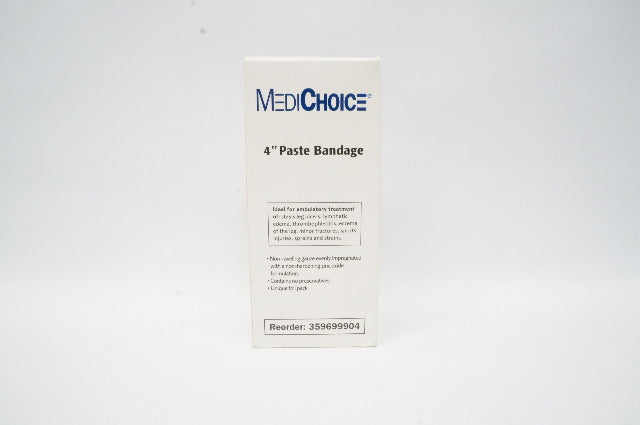 MEDICHOICE®
4" Paste Bandage
Ideal for ambulatory treatment
of stasis leg ulcers, lymphatic
edema, thrombophlebitis, eczema
of the leg, minor fractures, sports
injuries, sprains and strains.
• Non-raveling gauze evenly impregnated
with a non-hardening zinc oxide
formulation.
• Contains no preservatives
• Unique foil pack
Reorder: 359699904